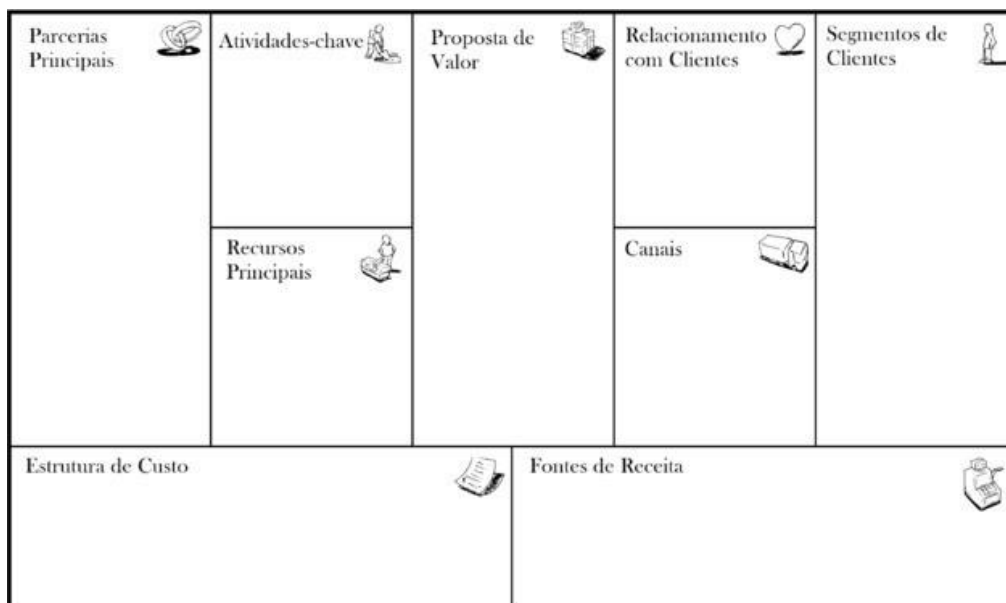 Parcerias
Principais
Atividades-chave
Proposta de
Valor
Relacionamento
com Clientes
Segmentos de
Clientes
Recursos
Principais
Canais
Estrutura de Custo
Fontes de Receita